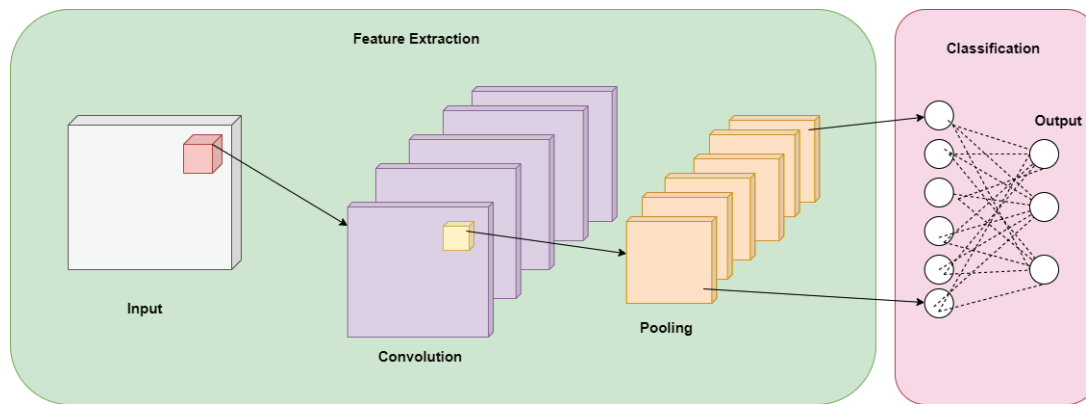 Feature Extraction
Classification
Output
Input
Convolution
Pooling